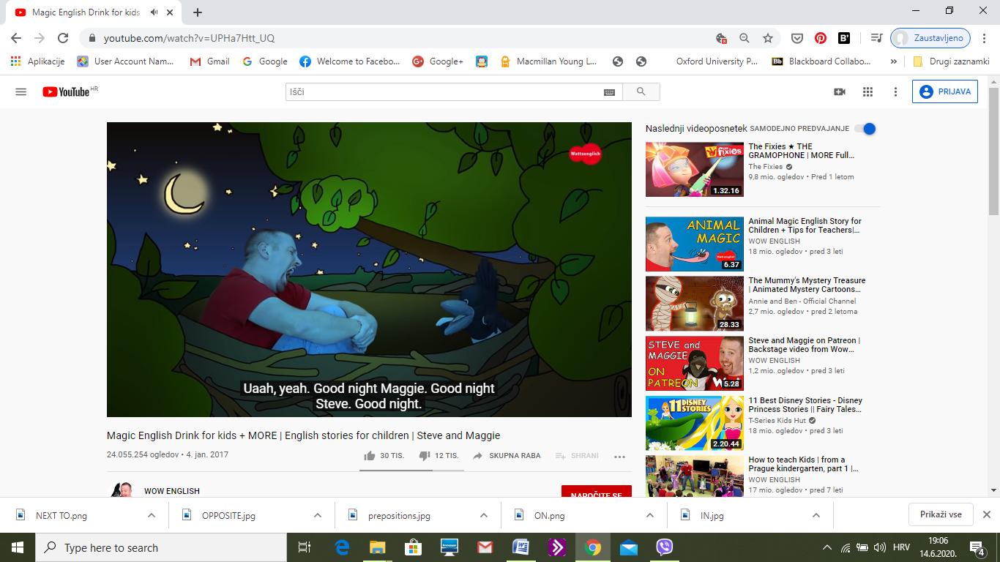 Magic English Drink for kids
youtube.com/watch?v=UPHa7Htt_UQ
Zaustavljeno
Aplikacije
User Account Nam...
Gmail
Google
Welcome to Facebo...
Google+
Macmillan Young L...
Oxford University P...
Bb
Blackboard Collabo...
»
Drugi zaznamki
YouTube HR
Išči
PRIJAVA
Wattsenglish
Uaah, yeah. Good night Maggie. Good night
Steve. Good night.
Magic English Drink for kids + MORE | English stories for children | Steve and Maggie
24.055.254 ogledov • 4. jan. 2017
30 TIS.
12 TIS.
SKUPNA RABA
SHRANI
WOW ENGLISH
NAROČITE SE
Naslednji videoposnetek
SAMODEJNO PREDVAJANJE
the Fixies
1.32.16
The Fixies ★ THE
GRAMOPHONE | MORE Full...
The Fixies
9,8 mio. ogledov • Pred 1 letom
ANIMAL
MAGIC
Wattsenglish
6.37
Animal Magic English Story for
Children + Tips for Teachers|...
WOW ENGLISH
18 mio. ogledov • pred 3 leti
28.33
The Mummy's Mystery Treasure
| Animated Mystery Cartoons...
Annie and Ben - Official Channel
2,7 mio. ogledov • pred 2 letoma
STEVE and
MAGGIE
ON
PATREON
5.28
Steve and Maggie on Patreon |
Backstage video from Wow...
WOW ENGLISH
1,2 mio. ogledov • pred 3 leti
11 DISNEY
STORIES
2.20.44
11 Best Disney Stories - Disney
Princess Stories || Fairy Tales...
T-Series Kids Hut
18 mio. ogledov • pred 3 leti
How to teach Kids | from a
Prague kindergarten, part 1 |...
WOW ENGLISH
17 mio. ogledov • pred 7 leti
NEXT TO.png
OPPOSITE.jpg
prepositions.jpg
ON.png
IN.jpg
Prikaži vse
Type here to search
HRV
19:06
14.6.2020.
4